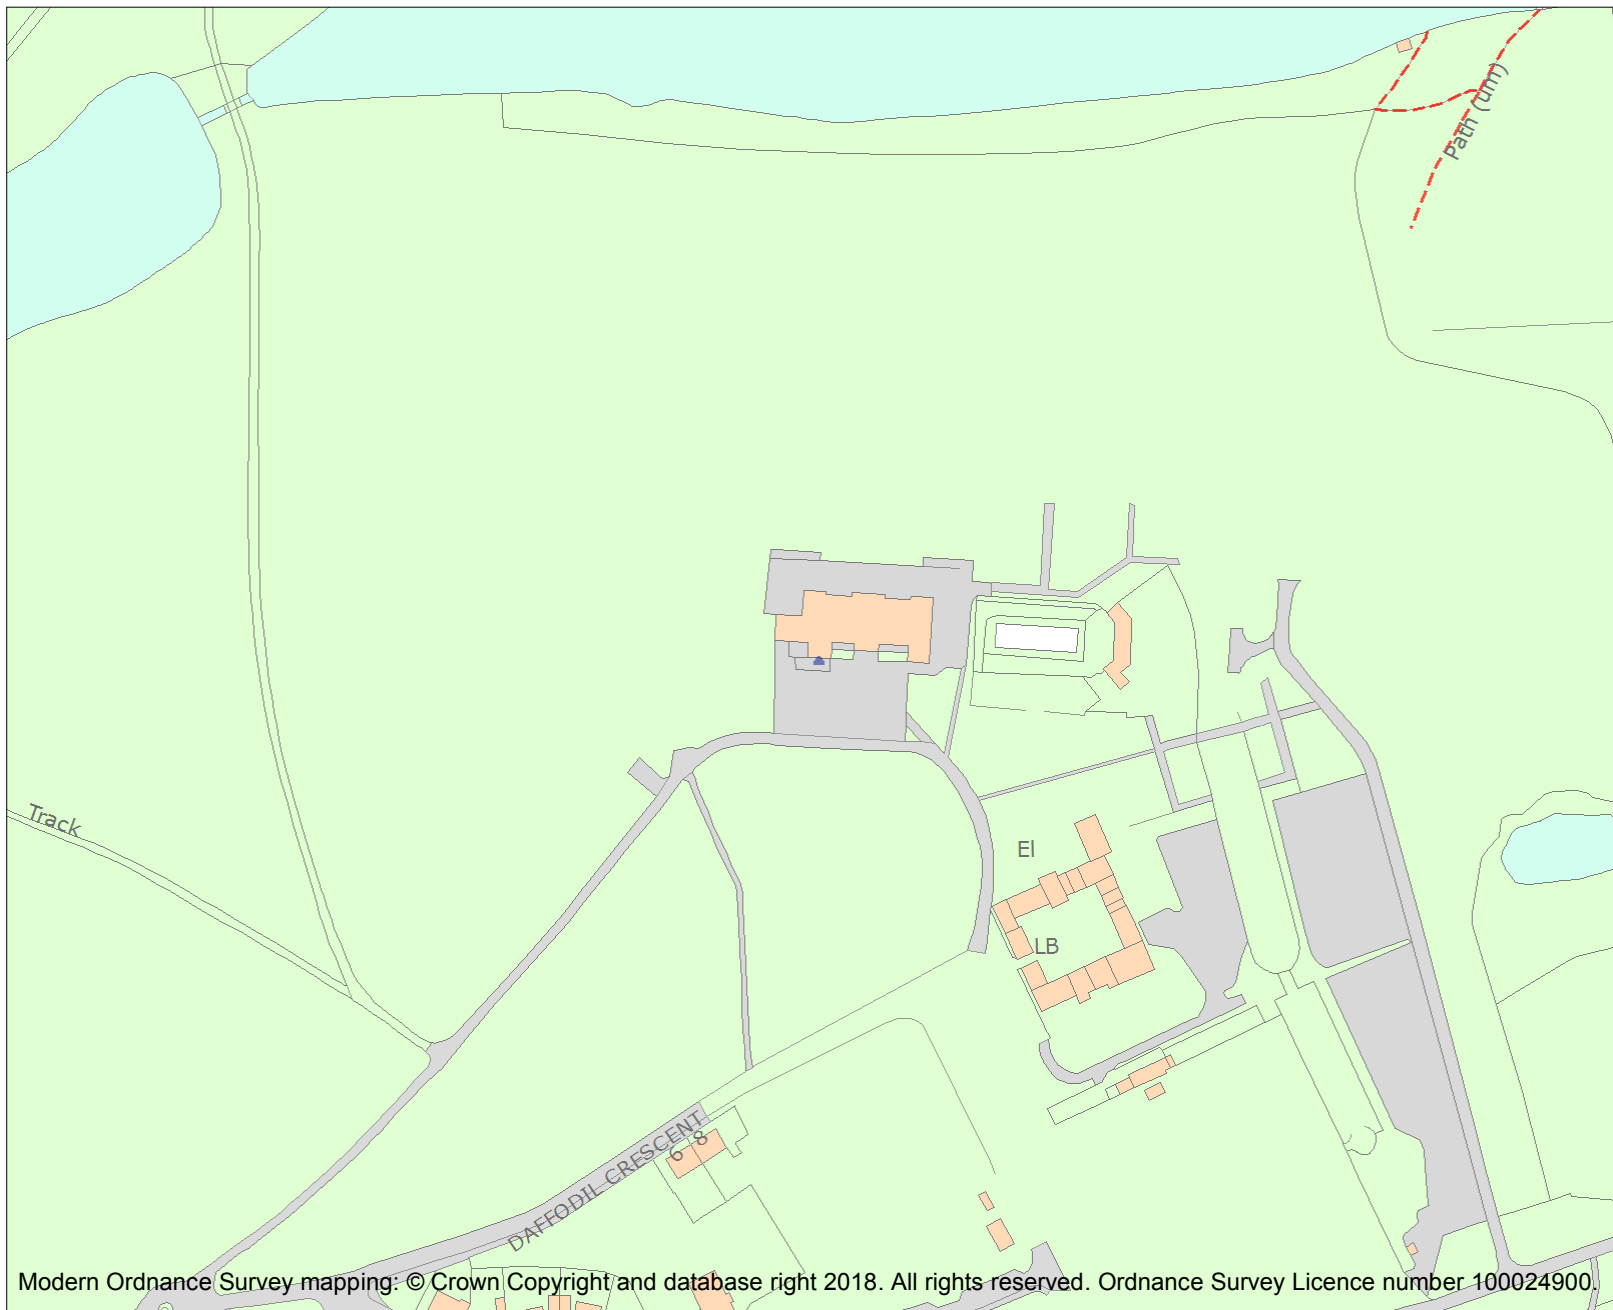 Path (um)
Track
El
LB
DAFFODIL CRESCENT
6
8
Modern Ordnance Survey mapping: © Crown Copyright and database right 2018. All rights reserved. Ordnance Survey Licence number 100024900.